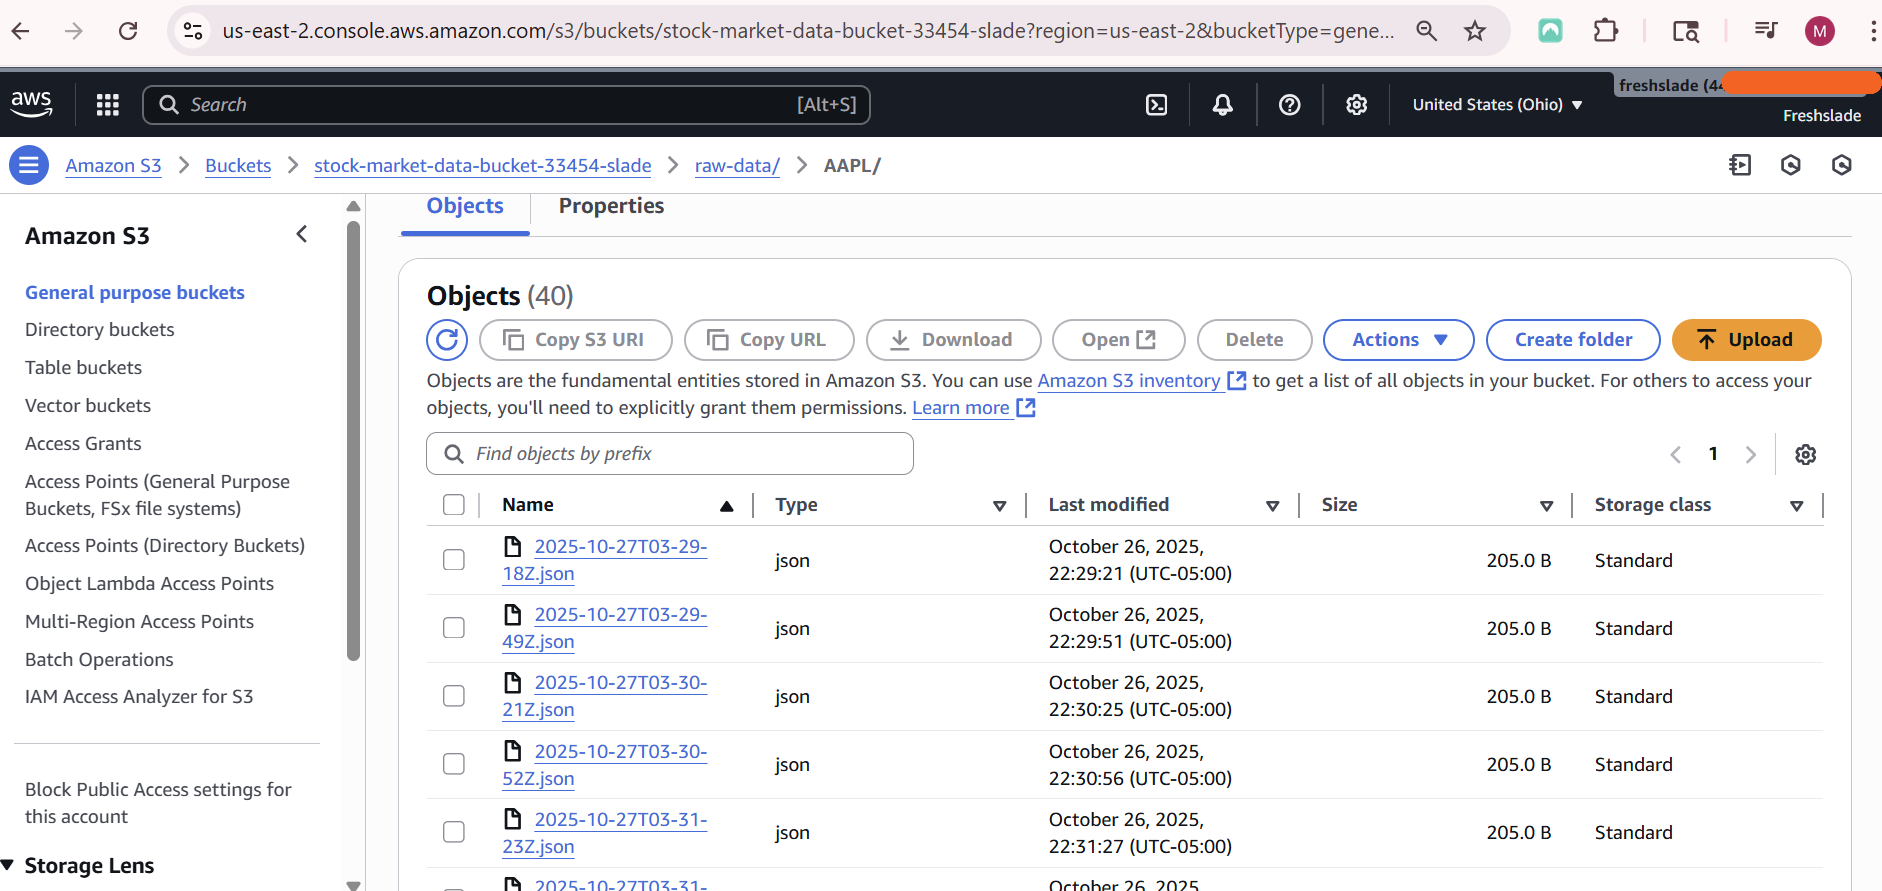 us-east-2.console.aws.amazon.com/s3/buckets/stock-market-data-bucket-33454-slade?region=us-east-2&bucketType=gene...
M
aws
Search
[Alt+S]
United States (Ohio)
freshslade (44
Freshslade
Amazon S3
Buckets
stock-market-data-bucket-33454-slade
raw-data/
AAPL/
Amazon S3
General purpose buckets
Directory buckets
Table buckets
Vector buckets
Access Grants
Access Points (General Purpose
Buckets, FSx file systems)
Access Points (Directory Buckets)
Object Lambda Access Points
Multi-Region Access Points
Batch Operations
IAM Access Analyzer for S3
Block Public Access settings for
this account
Storage Lens
Objects
Properties
Objects (40)
Copy S3 URI
Copy URL
Download
Open
Delete
Actions
Create folder
Upload
Objects are the fundamental entities stored in Amazon S3. You can use Amazon S3 inventory to get a list of all objects in your bucket. For others to access your
objects, you'll need to explicitly grant them permissions. Learn more
Find objects by prefix
1
Name Type Last modified Size Storage class
2025-10-27T03-29-
18Z.json
json
October 26, 2025,
22:29:21 (UTC-05:00)
205.0 B
Standard
2025-10-27T03-29-
49Z.json
json
October 26, 2025,
22:29:51 (UTC-05:00)
205.0 B
Standard
2025-10-27T03-30-
21Z.json
json
October 26, 2025,
22:30:25 (UTC-05:00)
205.0 B
Standard
2025-10-27T03-30-
52Z.json
json
October 26, 2025,
22:30:56 (UTC-05:00)
205.0 B
Standard
2025-10-27T03-31-
23Z.json
json
October 26, 2025,
22:31:27 (UTC-05:00)
205.0 B
Standard
2025-10-27T03-31-
October 26, 2025,